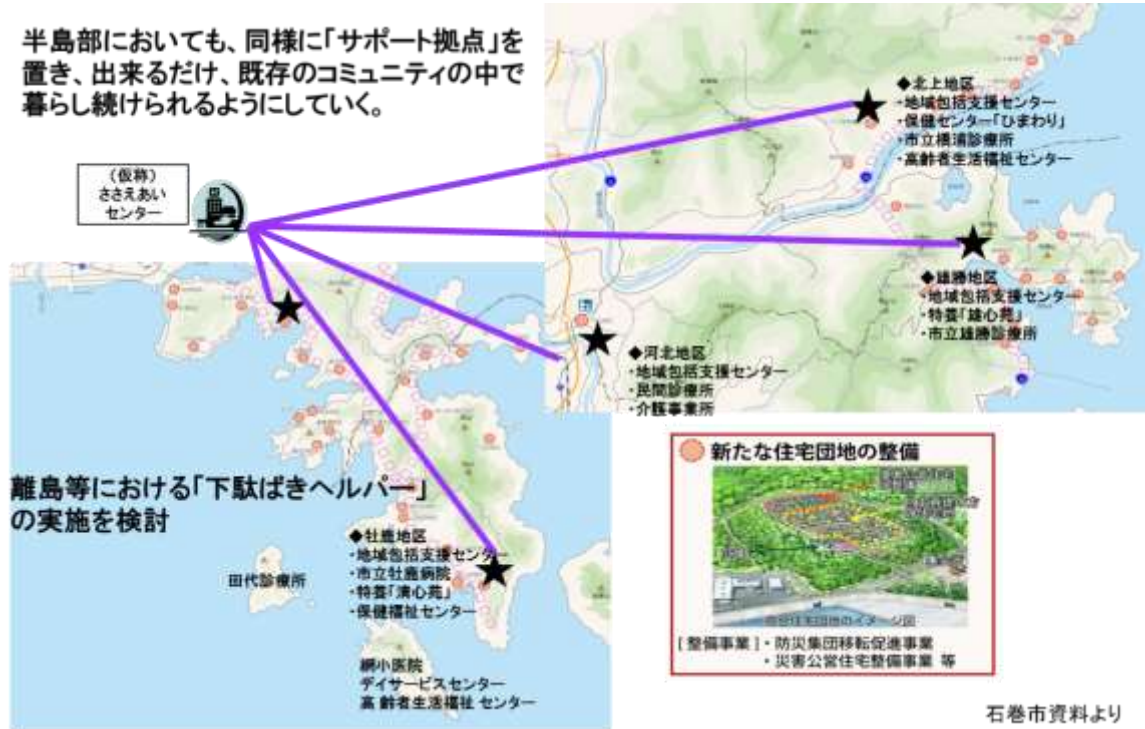 半島部においても、同様に「サポート拠点」を
置き、出来るだけ、既存のコミュニティの中で
暮らし続けられるようにしていく。
(仮称)
ささえあい
センター
◆北上地区
・地域包括支援センター
・保健センター「ひまわり」
・市立橋浦診療所
・高齢者生活福祉センター
◆雄勝地区
・地域包括支援センター
・特養「雄心苑」
・市立雄勝診療所
◆河北地区
・地域包括支援センター
・民間診療所
・介護事業所
離島等における「下駄ばきヘルパー」
の実施を検討
◆牡鹿地区
・地域包括支援センター
・市立牡鹿病院
・特養「清心苑」
・保健福祉センター
田代診療所
網小医院
デイサービスセンター
高齢者生活福祉センター
新たな住宅団地の整備
住宅団地のイメージ図
[整備事業]・防災集団移転促進事業
・災害公営住宅整備事業 等
石巻市資料より